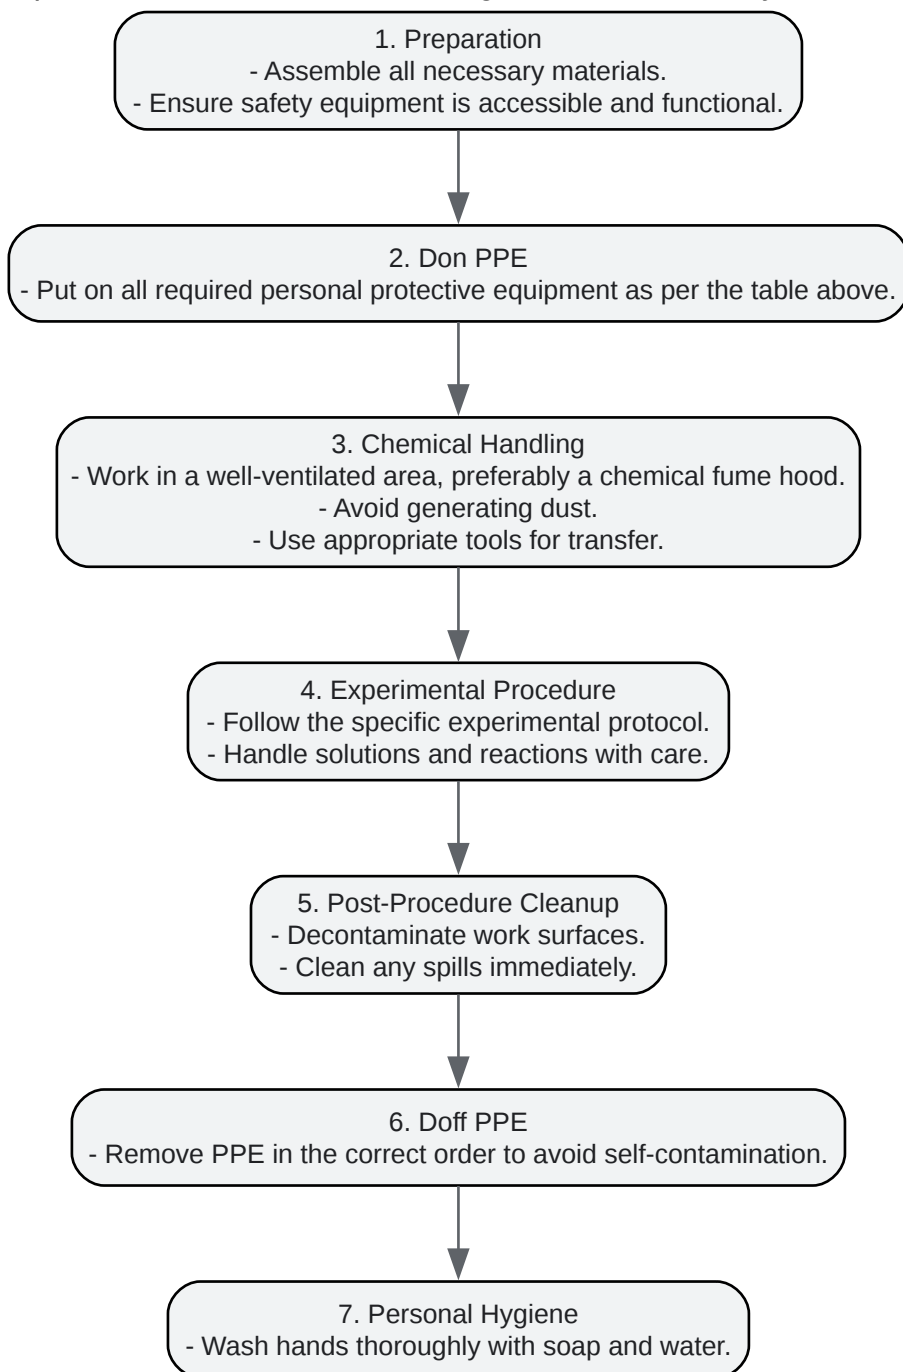 1. Preparation
- Assemble all necessary materials.
- Ensure safety equipment is accessible and functional.
2. Don PPE
- Put on all required personal protective equipment as per the table above.
3. Chemical Handling
- Work in a well-ventilated area, preferably a chemical fume hood.
- Avoid generating dust.
- Use appropriate tools for transfer.
4. Experimental Procedure
- Follow the specific experimental protocol.
- Handle solutions and reactions with care.
5. Post-Procedure Cleanup
- Decontaminate work surfaces.
- Clean any spills immediately.
6. Doff PPE
- Remove PPE in the correct order to avoid self-contamination.
7. Personal Hygiene
- Wash hands thoroughly with soap and water.